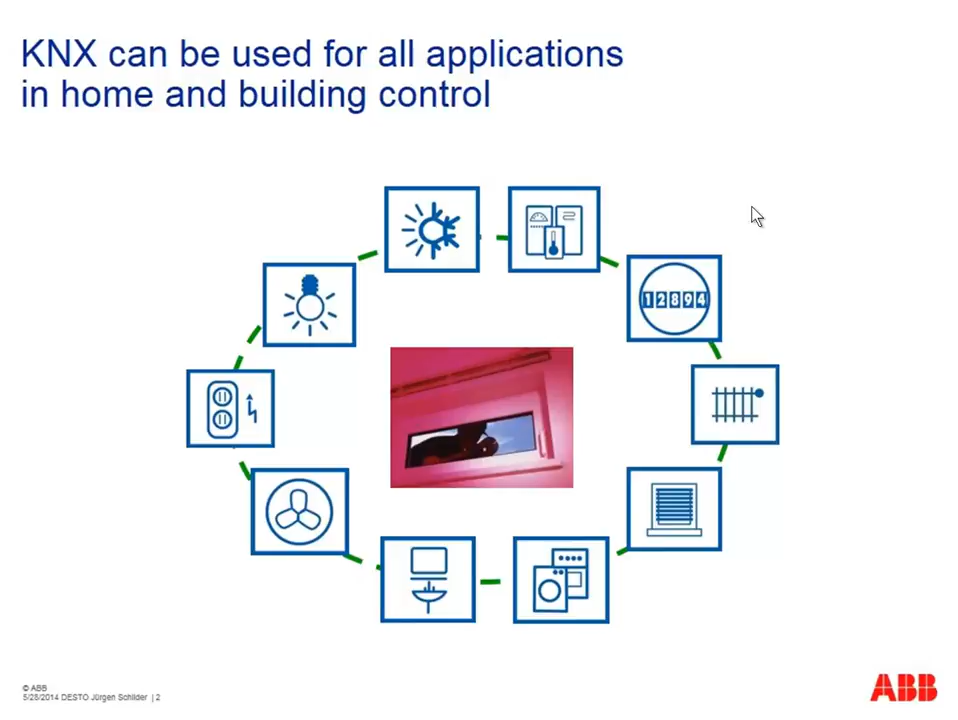 KNX can be used for all applications
in home and building control
12894
© ABB
5/28/2014 DESTO Jürgen Schilder | 2
ABB